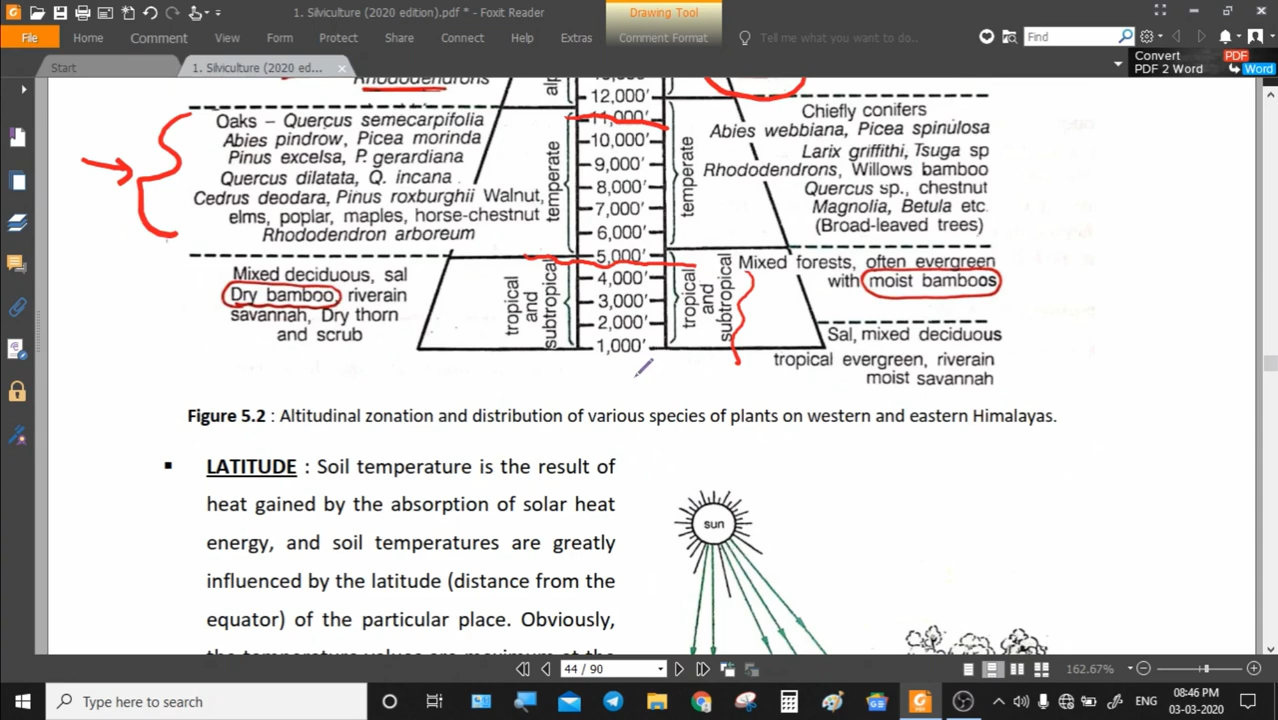 1. Silviculture (2020 edition).pdf * - Foxit Reader
Drawing Tool
File
Home
Comment
View
Form
Protect
Share
Connect
Help
Extras
Comment Format
Tell me what you want to do...
Find
Start
1. Silviculture (2020 ed...
Convert
PDF 2 Word
PDF
Word
Rhododendrons
12,000'
11,000'
10,000'
9,000'
8,000'
7,000'
6,000'
5,000'
4,000'
3,000'
2,000'
1,000'
Oaks – Quercus semecarpifolia
Abies pindrow, Picea morinda
Pinus excelsa, P. gerardiana
Quercus dilatata, Q. incana
Cedrus deodara, Pinus roxburghii Walnut,
elms, poplar, maples, horse-chestnut
Rhododendron arboreum
temperate
temperate
Chiefly conifers
Abies webbiana, Picea spinulosa
Larix griffithi, Tsuga sp
Rhododendrons, Willows bamboo
Quercus sp., chestnut
Magnolia, Betula etc.
(Broad-leaved trees)
Mixed deciduous, sal
Dry bamboo, riverain
savannah, Dry thorn
and scrub
tropical
and
subtropical
tropical
and
subtropical
Mixed forests, often evergreen
with moist bamboos
Sal, mixed deciduous
tropical evergreen, riverain
moist savannah
Figure 5.2 : Altitudinal zonation and distribution of various species of plants on western and eastern Himalayas.
▪ LATITUDE : Soil temperature is the result of
heat gained by the absorption of solar heat
energy, and soil temperatures are greatly
influenced by the latitude (distance from the
equator) of the particular place. Obviously,
sun
44 / 90
162.67%
Type here to search
ENG
08:46 PM
03-03-2020